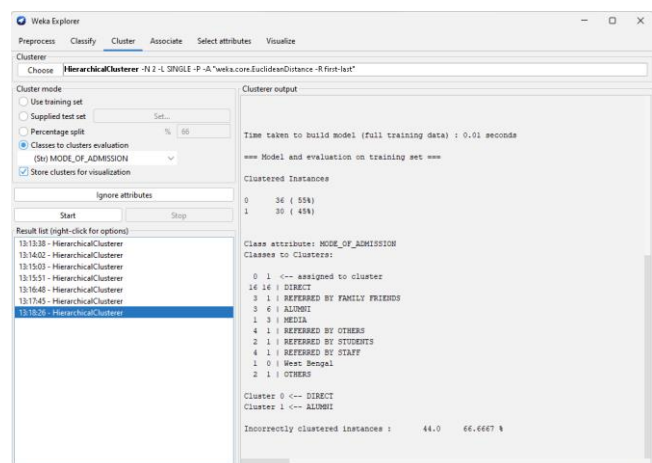 Weka Explorer
Preprocess Classify Cluster Associate Select attributes Visualize
Clusterer
Choose HierarchicalClusterer -N 2 -L SINGLE -P -A "weka.core.EuclideanDistance -R first-last"
Cluster mode
Use training set
Supplied test set Set...
Percentage split % 66
Classes to clusters evaluation
(Str) MODE_OF_ADMISSION
Store clusters for visualization
Ignore attributes
Start Stop
Result list (right-click for options)
13:13:38 - HierarchicalClusterer
13:14:02 - HierarchicalClusterer
13:15:03 - HierarchicalClusterer
13:15:51 - HierarchicalClusterer
13:16:48 - HierarchicalClusterer
13:17:45 - HierarchicalClusterer
13:18:26 - HierarchicalClusterer
Clusterer output
Time taken to build model (full training data) : 0.01 seconds
=== Model and evaluation on training set ===
Clustered Instances
0 36 ( 55%)
1 30 ( 45%)
Class attribute: MODE_OF_ADMISSION
Classes to Clusters:
0 1 <-- assigned to cluster
16 16 | DIRECT
3 1 | REFERRED BY FAMILY FRIENDS
3 6 | ALUMNI
1 3 | MEDIA
4 1 | REFERRED BY OTHERS
2 1 | REFERRED BY STUDENTS
4 1 | REFERRED BY STAFF
1 0 | West Bengal
2 1 | OTHERS
Cluster 0 <-- DIRECT
Cluster 1 <-- ALUMNI
Incorrectly clustered instances : 44.0 66.6667 %